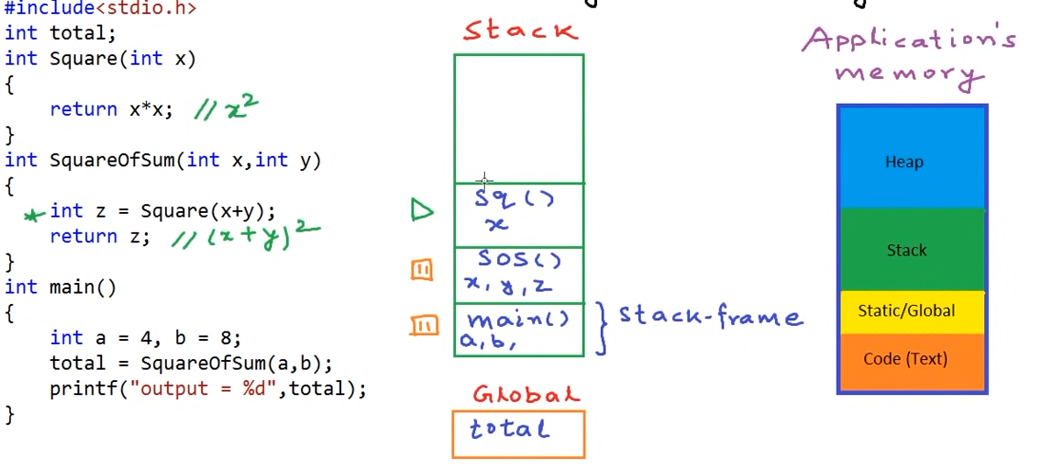 #include<stdio.h>
int total;
int Square(int x)
{
return x*x; // x²
}
int SquareOfSum(int x,int y)
{
* int z = Square(x+y);
return z; // (x+y)²
}
int main()
{
int a = 4, b = 8;
total = SquareOfSum(a,b);
printf("output = %d",total);
}
Stack
Sq()
x
SOS()
x, y, z
main()
a, b,
stack-frame
Global
total
Application's
memory
Heap
Stack
Static/Global
Code (Text)